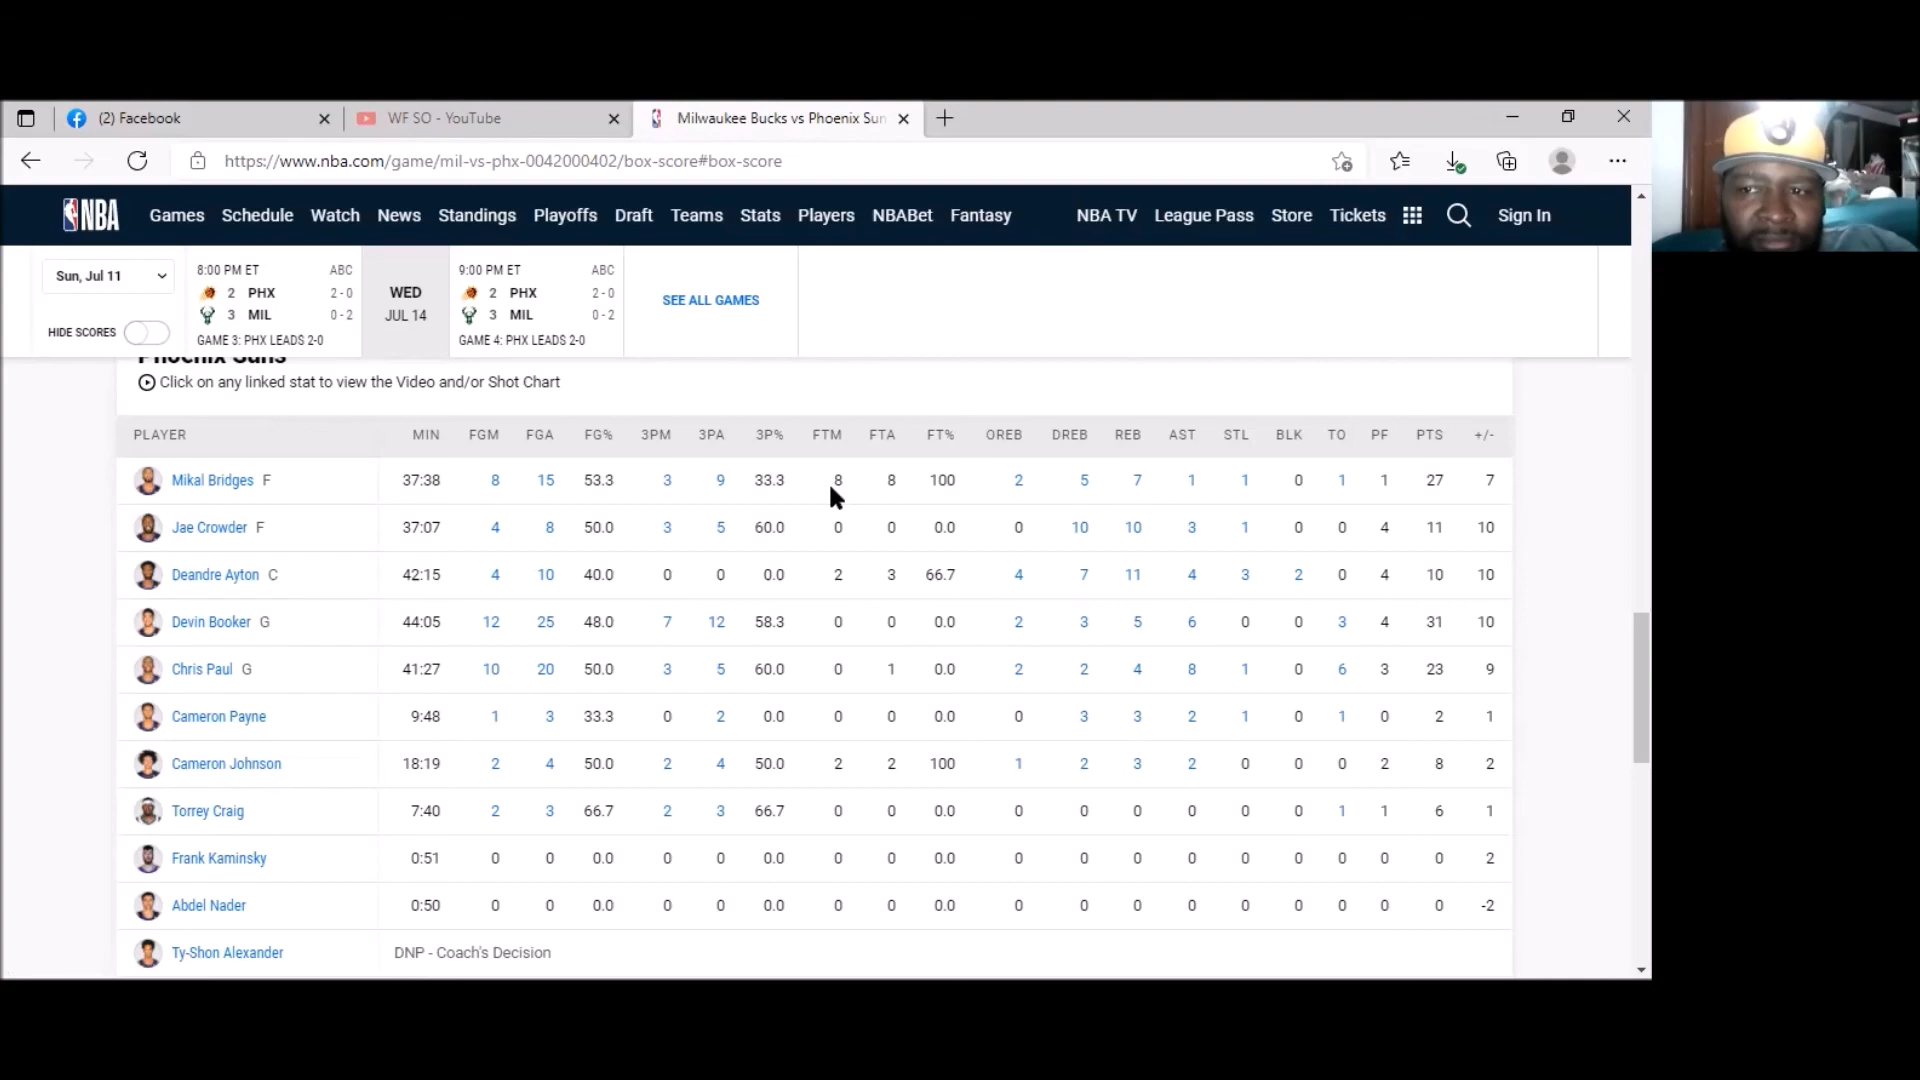 (2) Facebook
WF SO - YouTube
Milwaukee Bucks vs Phoenix Sun
https://www.nba.com/game/mil-vs-phx-0042000402/box-score#box-score
NBA Games Schedule Watch News Standings Playoffs Draft Teams Stats Players NBABet Fantasy NBA TV League Pass Store Tickets Sign In
Sun, Jul 11
HIDE SCORES
8:00 PM ET ABC
2 PHX 2-0
3 MIL 0-2
GAME 3: PHX LEADS 2-0
WED
JUL 14
9:00 PM ET ABC
2 PHX 2-0
3 MIL 0-2
GAME 4: PHX LEADS 2-0
SEE ALL GAMES
Phoenix Suns
Click on any linked stat to view the Video and/or Shot Chart
PLAYER MIN FGM FGA FG% 3PM 3PA 3P% FTM FTA FT% OREB DREB REB AST STL BLK TO PF PTS +/-
Mikal Bridges F 37:38 8 15 53.3 3 9 33.3 8 8 100 2 5 7 1 1 0 1 1 27 7
Jae Crowder F 37:07 4 8 50.0 3 5 60.0 0 0 0.0 0 10 10 3 1 0 0 4 11 10
Deandre Ayton C 42:15 4 10 40.0 0 0 0.0 2 3 66.7 4 7 11 4 3 2 0 4 10 10
Devin Booker G 44:05 12 25 48.0 7 12 58.3 0 0 0.0 2 3 5 6 0 0 3 4 31 10
Chris Paul G 41:27 10 20 50.0 3 5 60.0 0 1 0.0 2 2 4 8 1 0 6 3 23 9
Cameron Payne 9:48 1 3 33.3 0 2 0.0 0 0 0.0 0 3 3 2 1 0 1 0 2 1
Cameron Johnson 18:19 2 4 50.0 2 4 50.0 2 2 100 1 2 3 2 0 0 0 2 8 2
Torrey Craig 7:40 2 3 66.7 2 3 66.7 0 0 0.0 0 0 0 0 0 0 1 1 6 1
Frank Kaminsky 0:51 0 0 0.0 0 0 0.0 0 0 0.0 0 0 0 0 0 0 0 0 0 2
Abdel Nader 0:50 0 0 0.0 0 0 0.0 0 0 0.0 0 0 0 0 0 0 0 0 0 -2
Ty-Shon Alexander DNP - Coach's Decision